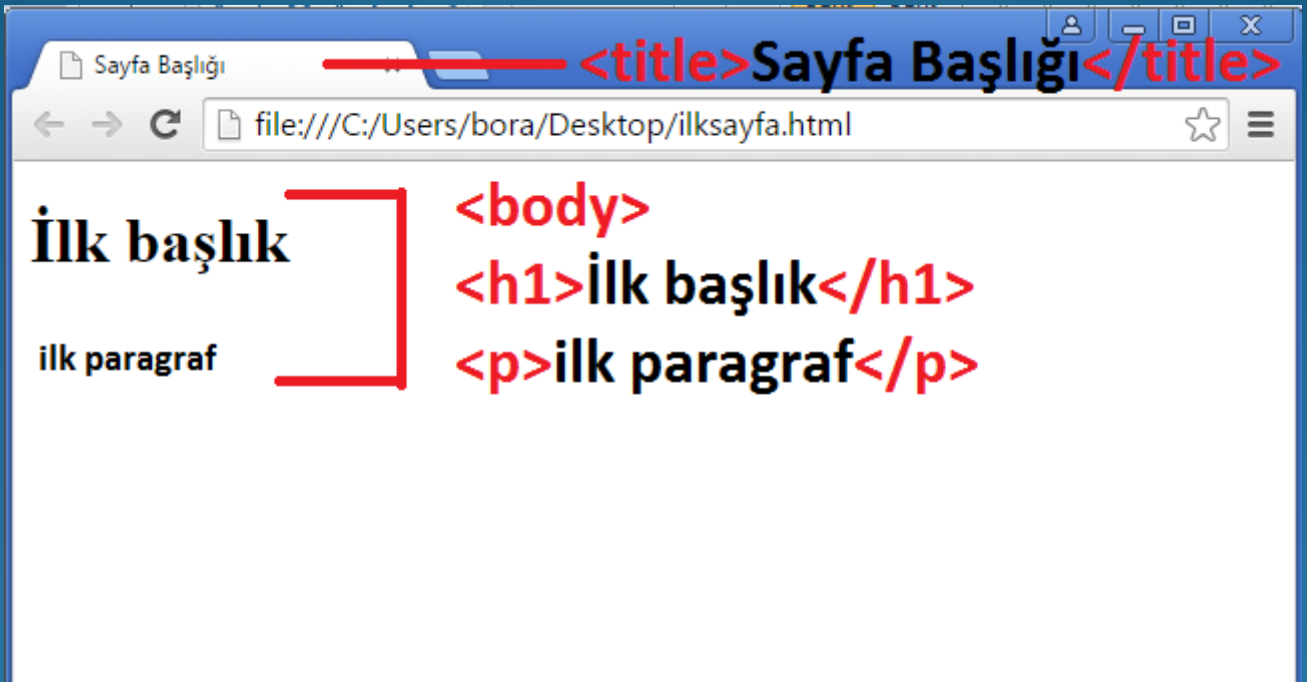 Sayfa Başlığı
<title>Sayfa Başlığı</title>
file:///C:/Users/bora/Desktop/ilksayfa.html
İlk başlık
ilk paragraf
<body>
<h1>İlk başlık</h1>
<p>ilk paragraf</p>